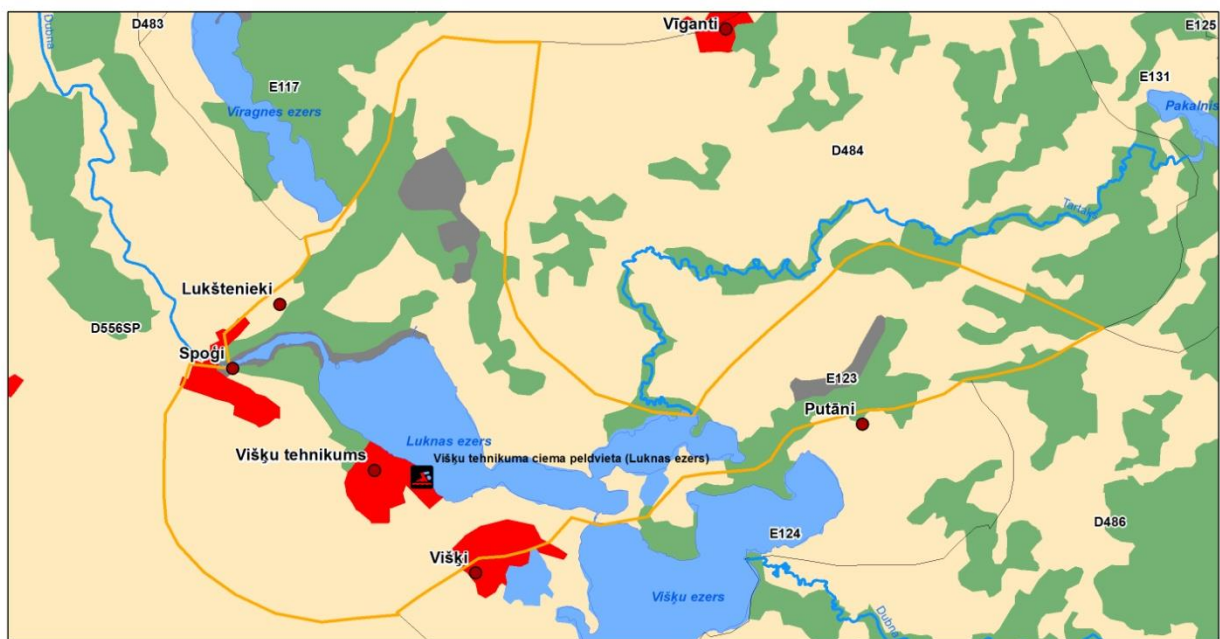 D483
Vīganti
E125
Dubna
E117
E131
Vīragnes ezers
Pakalnis
D484
Tartaks
Lukštenieki
D556SP
Spoģi
E123
Putāni
Luknas ezers
Višķu tehnikums
Višķu tehnikuma ciema peldvieta (Luknas ezers)
D486
E124
Višķi
Višķu ezers
Dubna